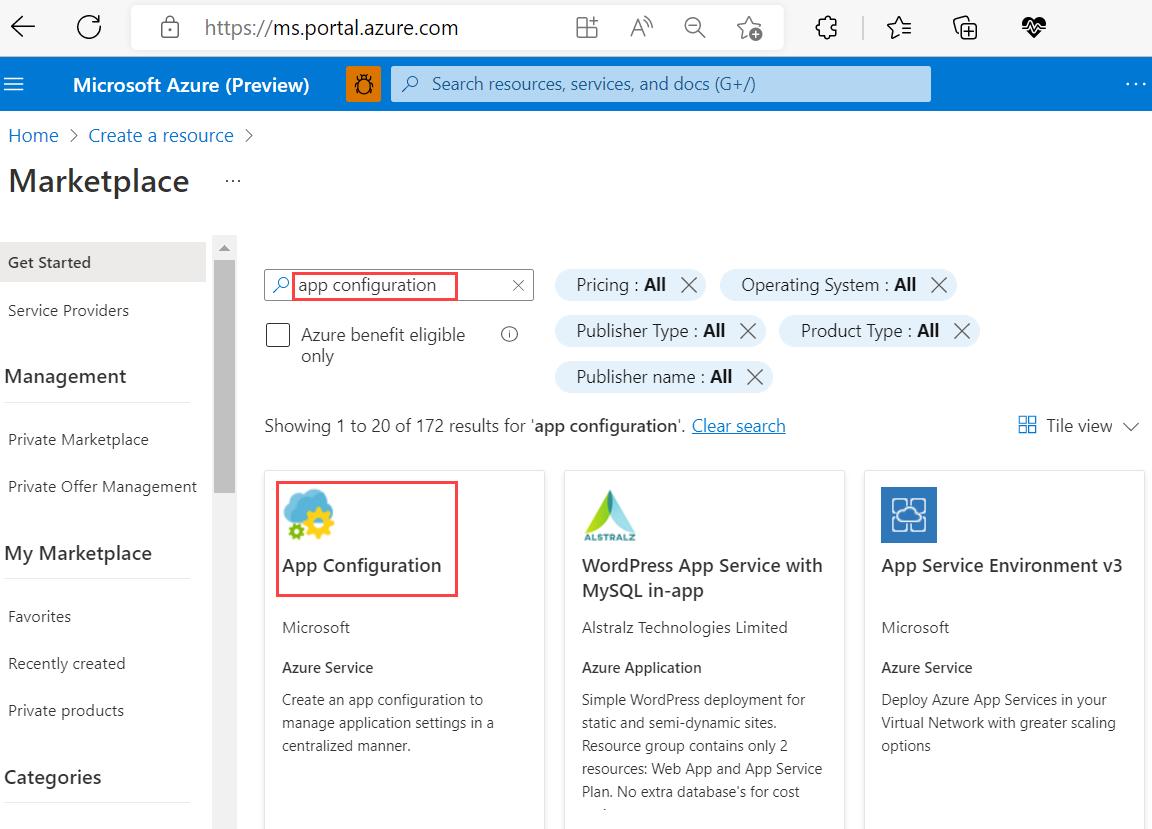 https://ms.portal.azure.com
Microsoft Azure (Preview)
Search resources, services, and docs (G+/)
Home > Create a resource >
Marketplace ...
Get Started
Service Providers
Management
Private Marketplace
Private Offer Management
My Marketplace
Favorites
Recently created
Private products
Categories
app configuration
Azure benefit eligible
only
Pricing : All
Operating System : All
Publisher Type : All
Product Type : All
Publisher name : All
Showing 1 to 20 of 172 results for 'app configuration'. Clear search
Tile view
App Configuration
Microsoft
Azure Service
Create an app configuration to
manage application settings in a
centralized manner.
ALSTRALZ
WordPress App Service with
MySQL in-app
Alstralz Technologies Limited
Azure Application
Simple WordPress deployment for
static and semi-dynamic sites.
Resource group contains only 2
resources: Web App and App Service
Plan. No extra database's for cost
App Service Environment v3
Microsoft
Azure Service
Deploy Azure App Services in your
Virtual Network with greater scaling
options